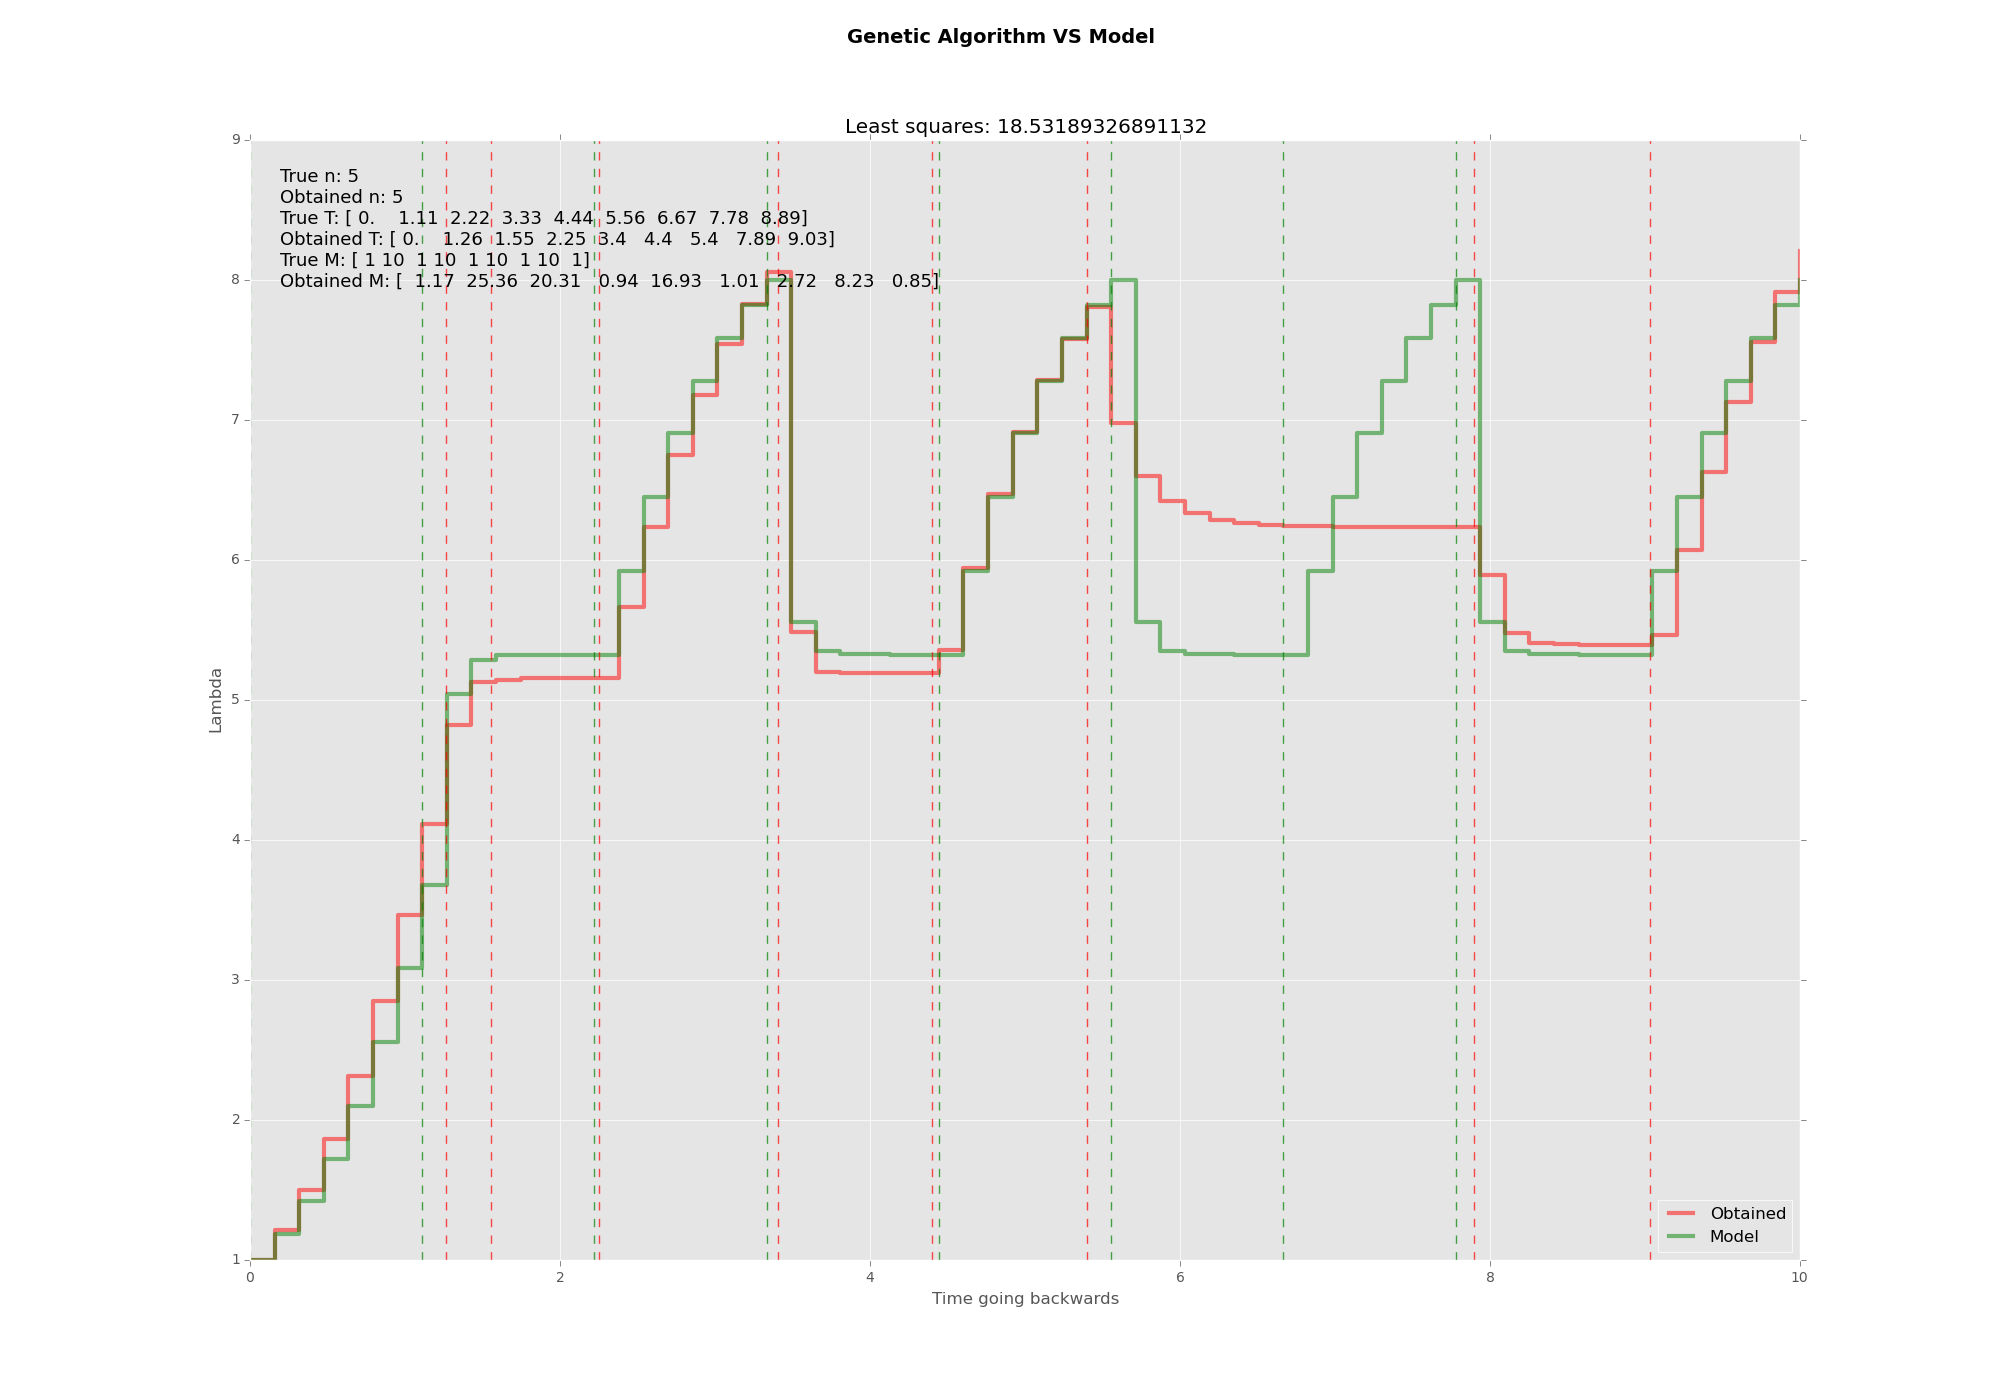 Genetic Algorithm VS Model
Least squares: 18.53189326891132
True n: 5
Obtained n: 5
True T: [ 0. 1.11 2.22 3.33 4.44 5.56 6.67 7.78 8.89]
Obtained T: [ 0. 1.26 1.55 2.25 3.4 4.4 5.4 7.89 9.03]
True M: [ 1 10 1 10 1 10 1 10 1]
Obtained M: [ 1.17 25.36 20.31 0.94 16.93 1.01 2.72 8.23 0.85]
9
8
7
6
5
4
3
2
1
Lambda
0 2 4 6 8 10
Time going backwards
Obtained
Model